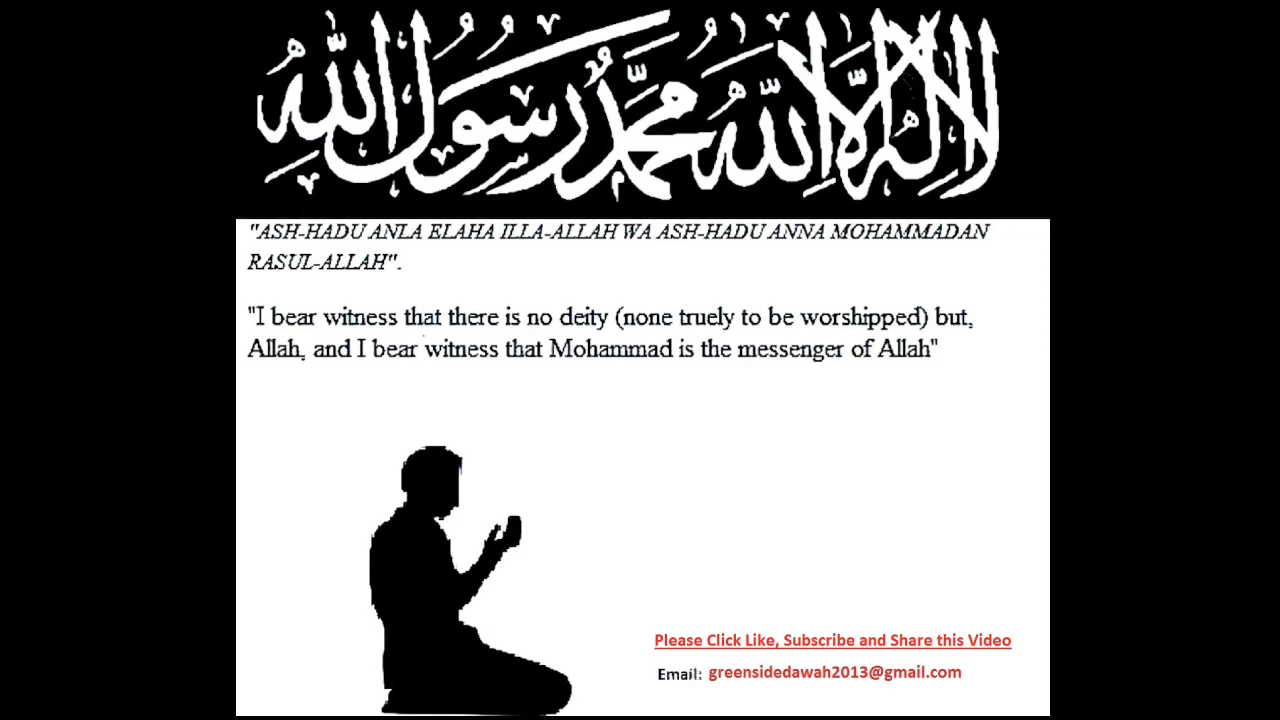 لا إله إلا الله محمد رسول الله
"ASH-HADU ANLA ELAHA ILLA-ALLAH WA ASH-HADU ANNA MOHAMMADAN
RASUL-ALLAH".
"I bear witness that there is no deity (none truely to be worshipped) but,
Allah, and I bear witness that Mohammad is the messenger of Allah"
Please Click Like, Subscribe and Share this Video
Email: greensidedawah2013@gmail.com